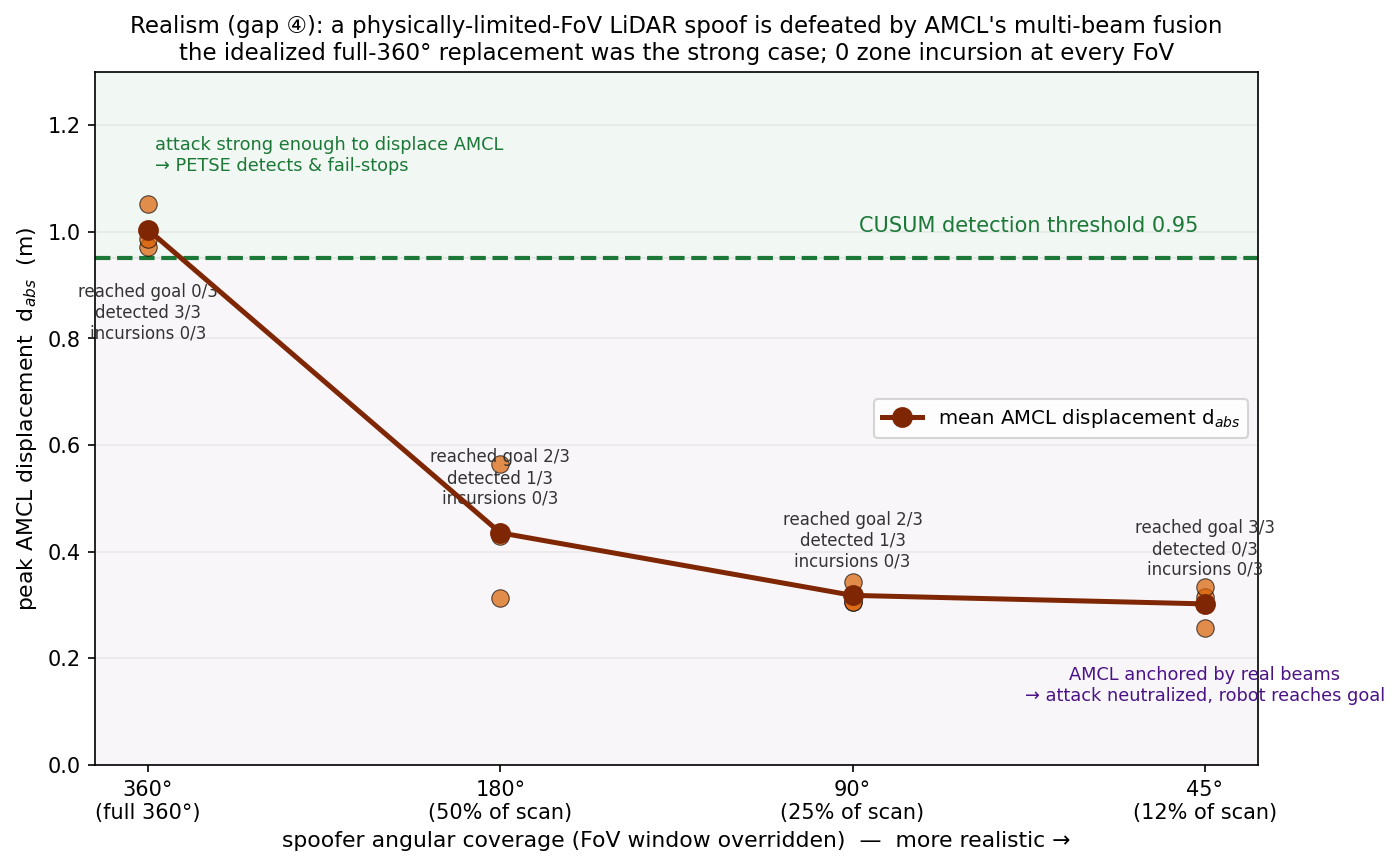 Realism (gap ④): a physically-limited-FoV LiDAR spoof is defeated by AMCL's multi-beam fusion
the idealized full-360° replacement was the strong case; 0 zone incursion at every FoV
peak AMCL displacement d_abs (m)
1.2
1.0
0.8
0.6
0.4
0.2
0.0
attack strong enough to displace AMCL
→ PETSE detects & fail-stops
CUSUM detection threshold 0.95
reached goal 0/3
detected 3/3
incursions 0/3
mean AMCL displacement d_abs
reached goal 2/3
detected 1/3
incursions 0/3
reached goal 2/3
detected 1/3
incursions 0/3
reached goal 3/3
detected 0/3
incursions 0/3
AMCL anchored by real beams
→ attack neutralized, robot reaches goal
360°
(full 360°)
180°
(50% of scan)
90°
(25% of scan)
45°
(12% of scan)
spoofer angular coverage (FoV window overridden) — more realistic →